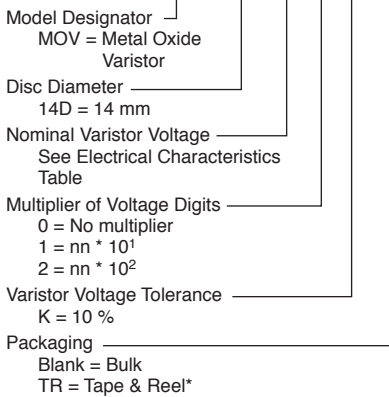 Model Designator
MOV = Metal Oxide
Varistor
Disc Diameter
14D = 14 mm
Nominal Varistor Voltage
See Electrical Characteristics
Table
Multiplier of Voltage Digits
0 = No multiplier
1 = nn * 10¹
2 = nn * 10²
Varistor Voltage Tolerance
K = 10 %
Packaging
Blank = Bulk
TR = Tape & Reel*